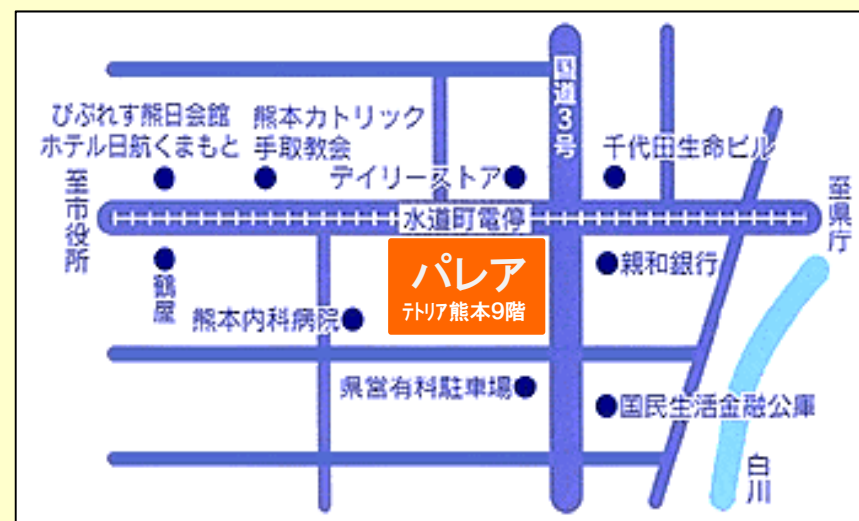 国道3号
びぷれす熊日会館
ホテル日航くまもと
熊本カトリック
手取教会
デイリーストア
千代田生命ビル
至市役所
水道町電停
至県庁
鶴屋
パレア
テトリア熊本9階
親和銀行
熊本内科病院
県営有料駐車場
国民生活金融公庫
白川